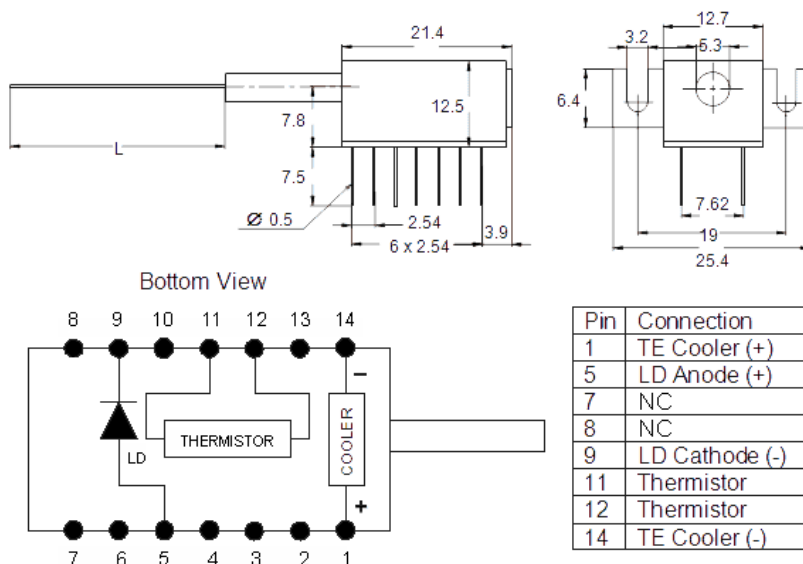 21.4
12.5
7.8
L
7.5
Ø 0.5
2.54
6 x 2.54
3.9
12.7
3.2
5.3
6.4
7.62
19
25.4
Bottom View
8 9 10 11 12 13 14
−
THERMISTOR
COOLER
LD
+
7 6 5 4 3 2 1
Pin Connection
1 TE Cooler (+)
5 LD Anode (+)
7 NC
8 NC
9 LD Cathode (-)
11 Thermistor
12 Thermistor
14 TE Cooler (-)